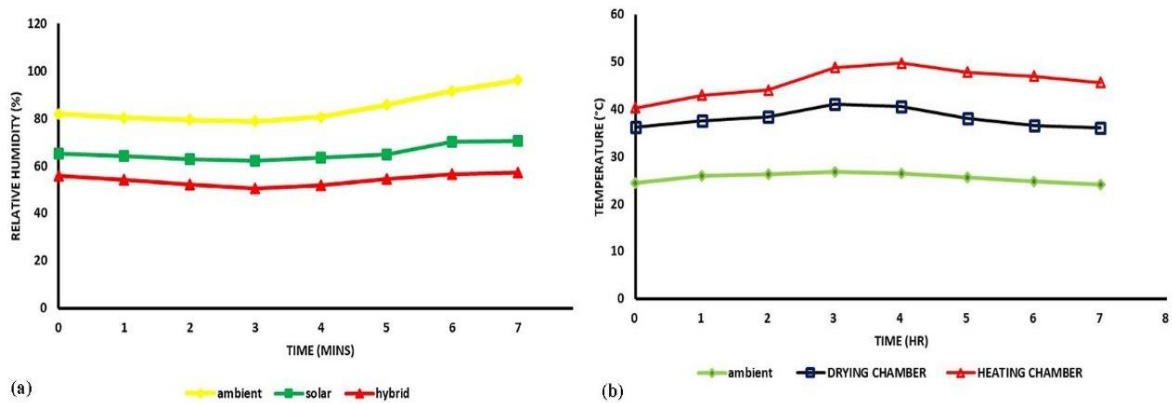 120
100
80
60
40
20
0
RELATIVE HUMIDITY (%)
0 1 2 3 4 5 6 7
TIME (MINS)
ambient solar hybrid
(a)
60
50
40
30
20
10
0
TEMPERATURE (°C)
0 1 2 3 4 5 6 7 8
TIME (HR)
ambient DRYING CHAMBER HEATING CHAMBER
(b)